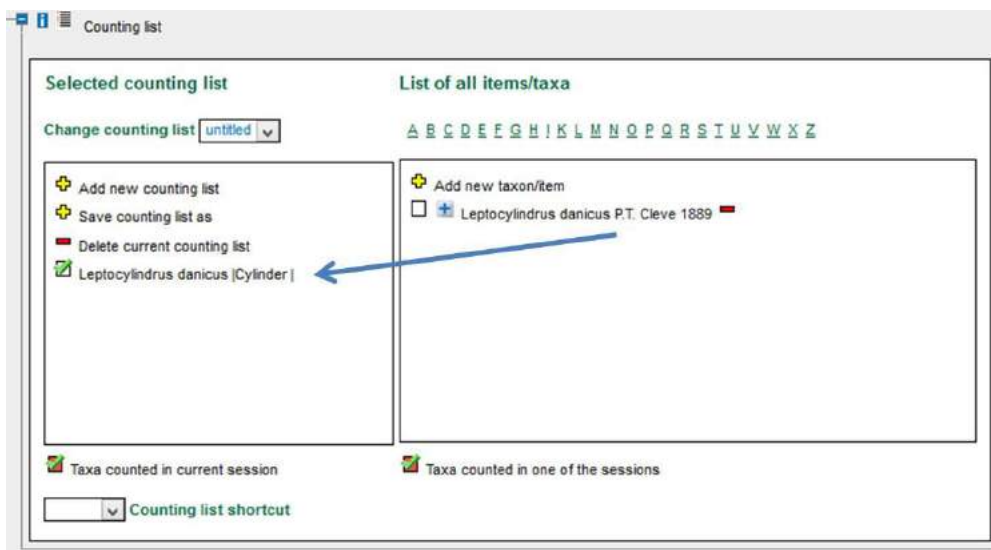 Counting list
Selected counting list
List of all items/taxa
Change counting list untitled
A B C D E F G H I K L M N O P Q R S T U V W X Z
Add new counting list
Save counting list as
Delete current counting list
Leptocylindrus danicus |Cylinder |
Add new taxon/item
Leptocylindrus danicus P.T. Cleve 1889
Taxa counted in current session
Taxa counted in one of the sessions
Counting list shortcut